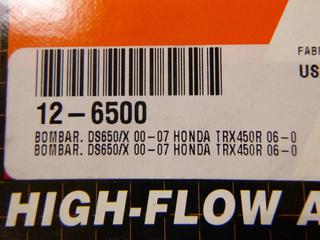 FABR
US
12-6500
BOMBAR. DS650/X 00-07 HONDA TRX450R 06-0
BOMBAR. DS650/X 00-07 HONDA TRX450R 06-0
HIGH-FLOW A